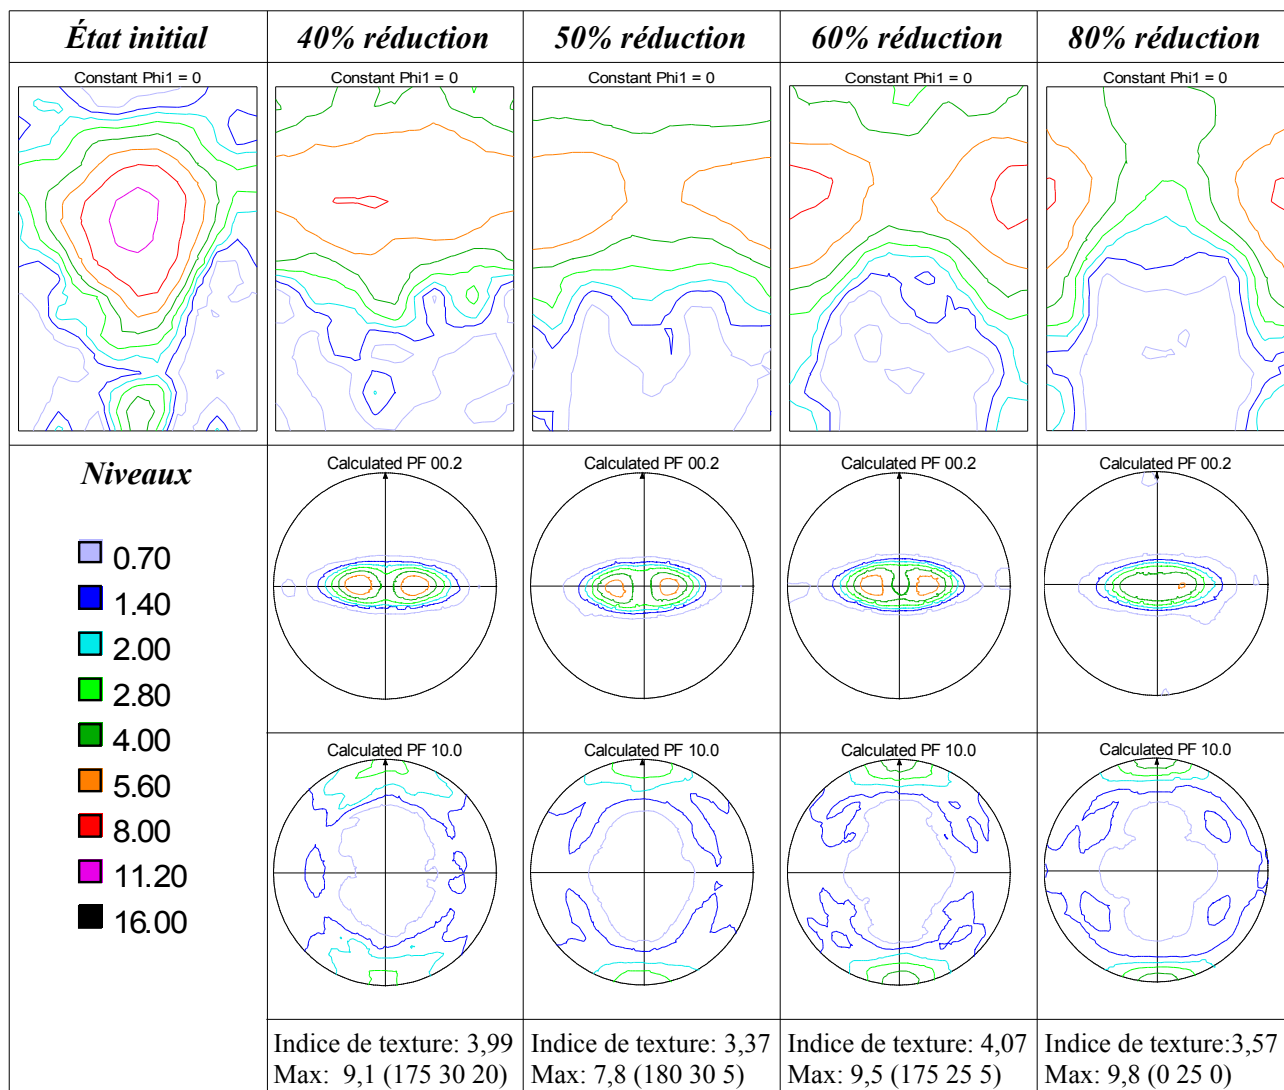 État initial
40% réduction
50% réduction
60% réduction
80% réduction
Constant Phi1 = 0
Constant Phi1 = 0
Constant Phi1 = 0
Constant Phi1 = 0
Constant Phi1 = 0
Niveaux
0.70
1.40
2.00
2.80
4.00
5.60
8.00
11.20
16.00
Calculated PF 00.2
Calculated PF 00.2
Calculated PF 00.2
Calculated PF 00.2
Calculated PF 10.0
Calculated PF 10.0
Calculated PF 10.0
Calculated PF 10.0
Indice de texture: 3,99
Max: 9,1 (175 30 20)
Indice de texture: 3,37
Max: 7,8 (180 30 5)
Indice de texture: 4,07
Max: 9,5 (175 25 5)
Indice de texture:3,57
Max: 9,8 (0 25 0)